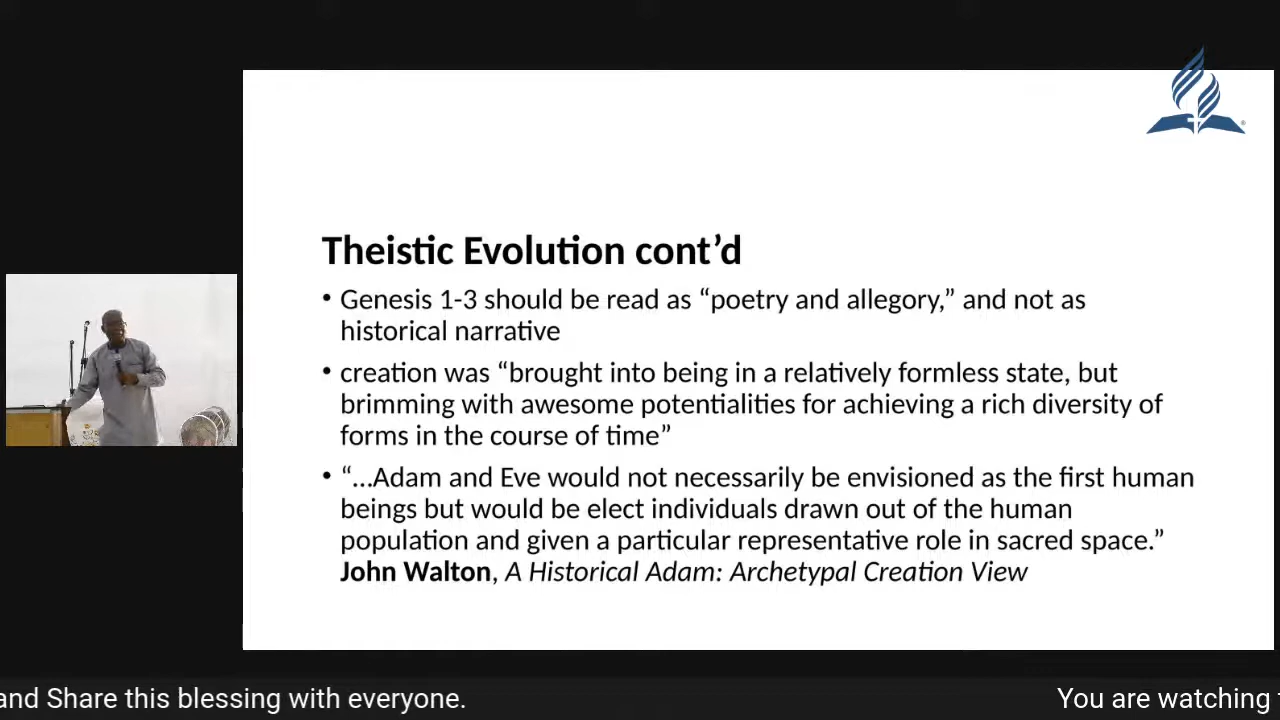 Theistic Evolution cont’d
• Genesis 1-3 should be read as “poetry and allegory,” and not as
historical narrative
• creation was “brought into being in a relatively formless state, but
brimming with awesome potentialities for achieving a rich diversity of
forms in the course of time”
• “…Adam and Eve would not necessarily be envisioned as the first human
beings but would be elect individuals drawn out of the human
population and given a particular representative role in sacred space.”
John Walton, A Historical Adam: Archetypal Creation View
and Share this blessing with everyone.
You are watching